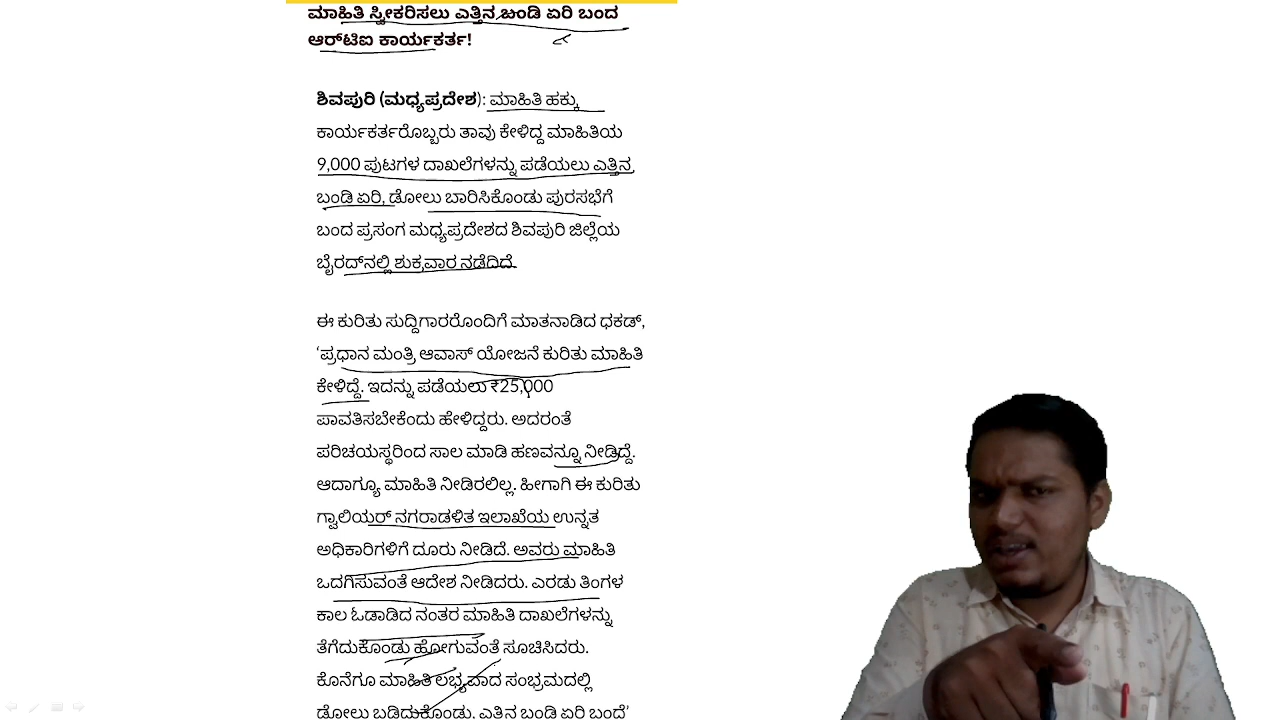 ಮಾಹಿತಿ ಸ್ವೀಕರಿಸಲು ಎತ್ತಿನ ಬಂಡಿ ಏರಿ ಬಂದ
ಆರ್‌ಟಿಐ ಕಾರ್ಯಕರ್ತ!
ಶಿವಪುರಿ (ಮಧ್ಯಪ್ರದೇಶ): ಮಾಹಿತಿ ಹಕ್ಕು
ಕಾರ್ಯಕರ್ತರೊಬ್ಬರು ತಾವು ಕೇಳಿದ್ದ ಮಾಹಿತಿಯ
9,000 ಪುಟಗಳ ದಾಖಲೆಗಳನ್ನು ಪಡೆಯಲು ಎತ್ತಿನ
ಬಂಡಿ ಏರಿ, ಡೋಲು ಬಾರಿಸಿಕೊಂಡು ಪುರಸಭೆಗೆ
ಬಂದ ಪ್ರಸಂಗ ಮಧ್ಯಪ್ರದೇಶದ ಶಿವಪುರಿ ಜಿಲ್ಲೆಯ
ಬೈರದ್‌ನಲ್ಲಿ ಶುಕ್ರವಾರ ನಡೆದಿದೆ
ಈ ಕುರಿತು ಸುದ್ದಿಗಾರರೊಂದಿಗೆ ಮಾತನಾಡಿದ ಧಕಡ್,
‘ಪ್ರಧಾನ ಮಂತ್ರಿ ಆವಾಸ್ ಯೋಜನೆ ಕುರಿತು ಮಾಹಿತಿ
ಕೇಳಿದ್ದೆ. ಇದನ್ನು ಪಡೆಯಲು ₹25,000
ಪಾವತಿಸಬೇಕೆಂದು ಹೇಳಿದ್ದರು. ಅದರಂತೆ
ಪರಿಚಯಸ್ಥರಿಂದ ಸಾಲ ಮಾಡಿ ಹಣವನ್ನೂ ನೀಡ್ರಿದ್ದೆ.
ಆದಾಗ್ಯೂ ಮಾಹಿತಿ ನೀಡಿರಲಿಲ್ಲ. ಹೀಗಾಗಿ ಈ ಕುರಿತು
ಗ್ವಾಲಿಯರ್ ನಗರಾಡಳಿತ ಇಲಾಖೆಯ ಉನ್ನತ
ಅಧಿಕಾರಿಗಳಿಗೆ ದೂರು ನೀಡಿದೆ. ಅವರು ಮಾಹಿತಿ
ಒದಗಿಸುವಂತೆ ಆದೇಶ ನೀಡಿದರು. ಎರಡು ತಿಂಗಳ
ಕಾಲ ಓಡಾಡಿದ ನಂತರ ಮಾಹಿತಿ ದಾಖಲೆಗಳನ್ನು
ತೆಗೆದುಕೊಂಡು ಹೋಗುವಂತೆ ಸೂಚಿಸಿದರು.
ಕೊನೆಗೂ ಮಾಹಿತಿ ಲಭ್ಯವಾದ ಸಂಭ್ರಮದಲ್ಲಿ
ಡೋಲು ಬಡಿದುಕೊಂಡು, ಎತ್ತಿನ ಬಂಡಿ ಏರಿ ಬಂದೆ’